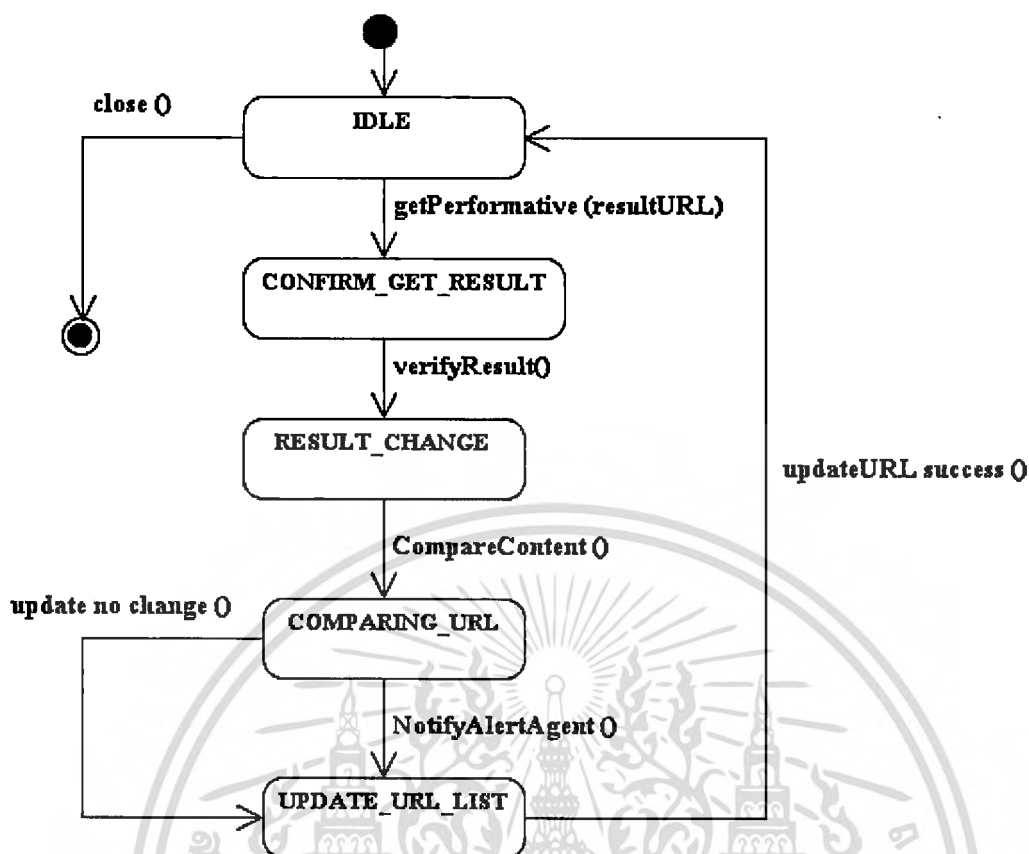 close ()
IDLE
getPerformative (resultURL)
CONFIRM_GET_RESULT
verifyResult()
RESULT_CHANGE
updateURL success ()
CompareContent ()
update no change ()
COMPARING_URL
NotifyAlertAgent ()
UPDATE_URL_LIST